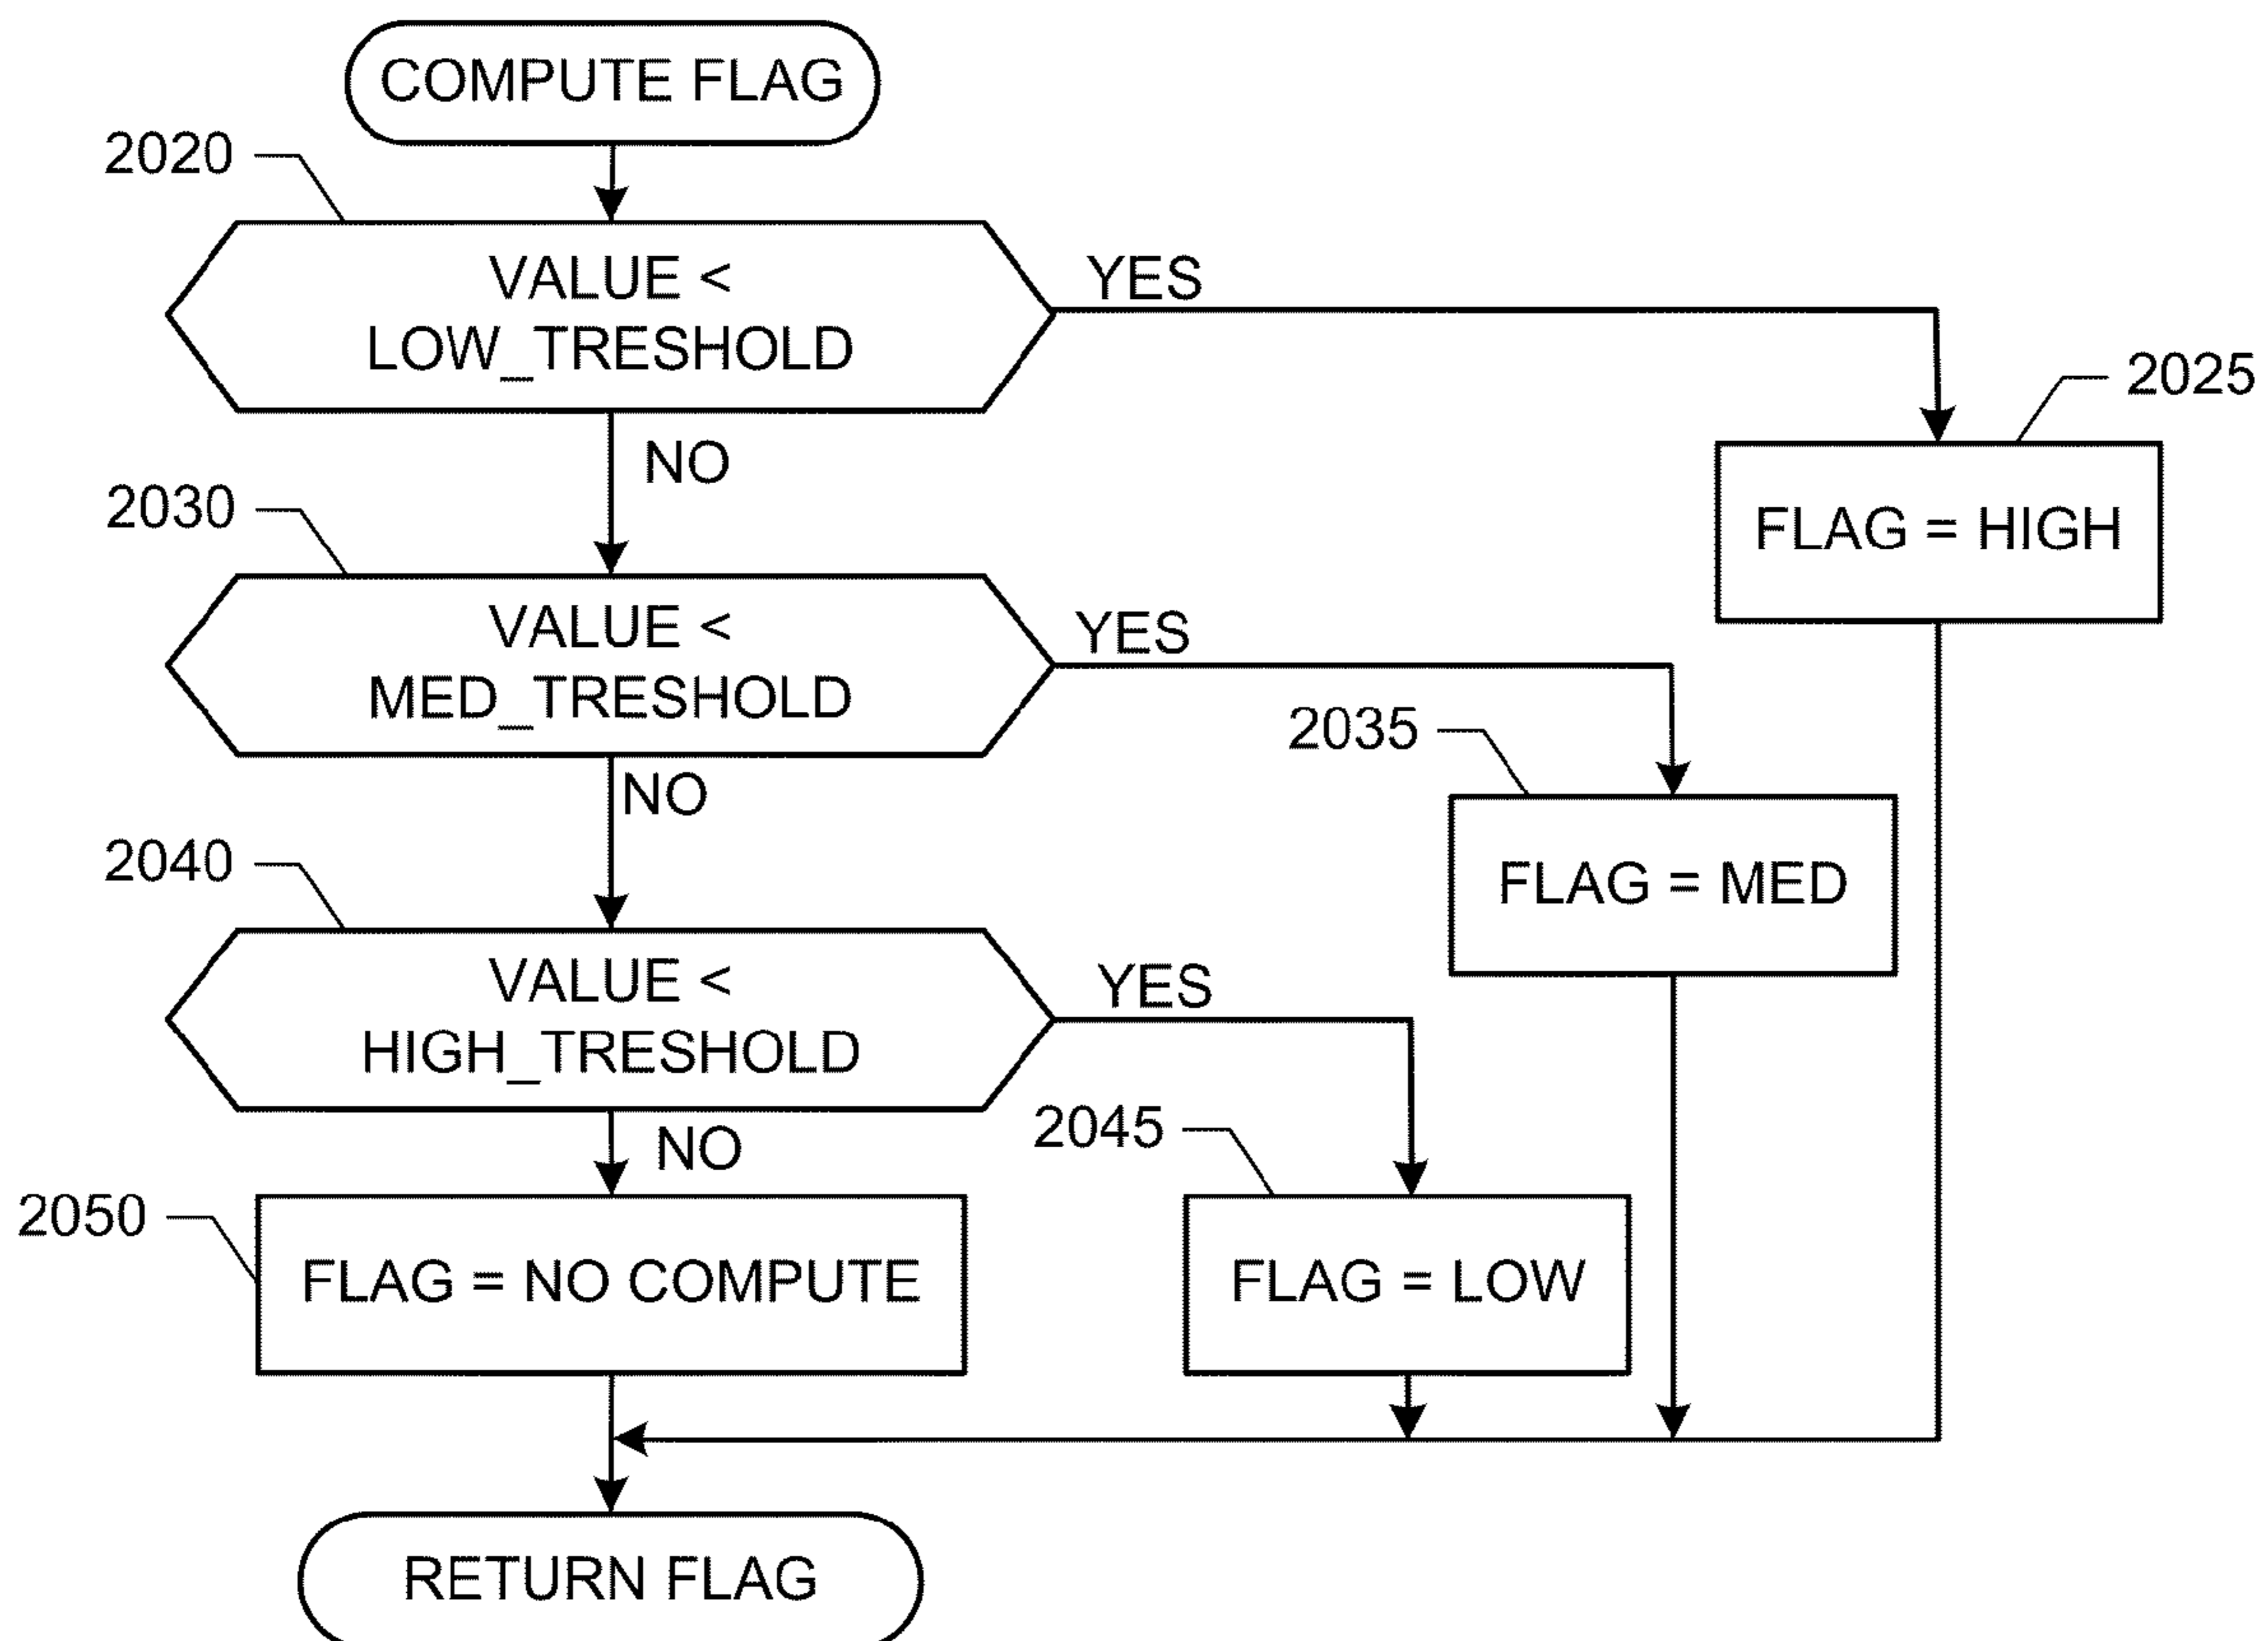 COMPUTE FLAG
2020
VALUE <
LOW_TRESHOLD
YES
2025
FLAG = HIGH
NO
2030
VALUE <
MED_TRESHOLD
YES
2035
FLAG = MED
NO
2040
VALUE <
HIGH_TRESHOLD
YES
2045
FLAG = LOW
NO
2050
FLAG = NO COMPUTE
RETURN FLAG